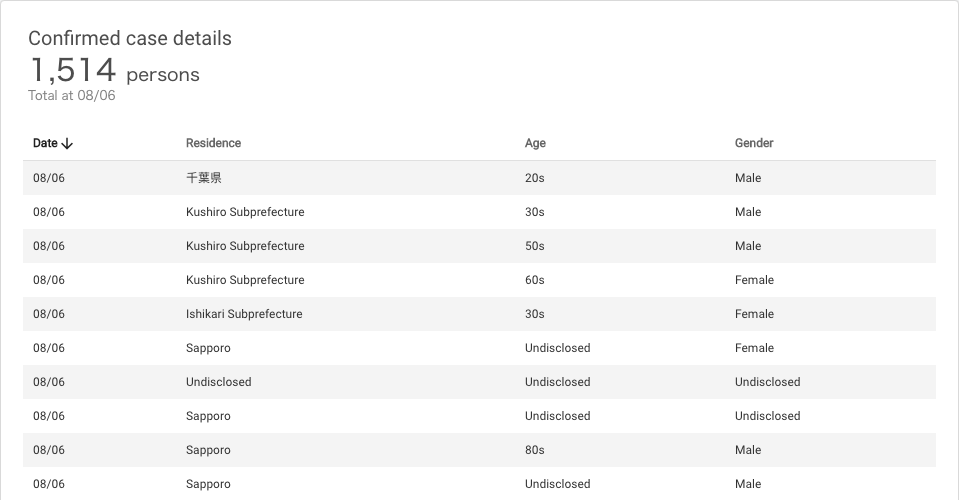 Confirmed case details
1,514 persons
Total at 08/06
Date Residence Age Gender
08/06 千葉県 20s Male
08/06 Kushiro Subprefecture 30s Male
08/06 Kushiro Subprefecture 50s Male
08/06 Kushiro Subprefecture 60s Female
08/06 Ishikari Subprefecture 30s Female
08/06 Sapporo Undisclosed Female
08/06 Undisclosed Undisclosed Undisclosed
08/06 Sapporo Undisclosed Undisclosed
08/06 Sapporo 80s Male
08/06 Sapporo Undisclosed Male